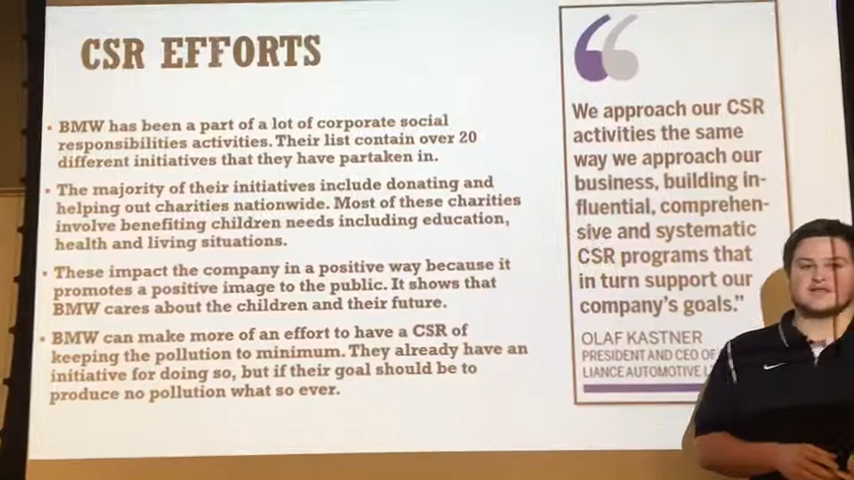 CSR EFFORTS
• BMW has been a part of a lot of corporate social
responsibilities activities. Their list contain over 20
different initiatives that they have partaken in.
• The majority of their initiatives include donating and
helping out charities nationwide. Most of these charities
involve benefiting children needs including education,
health and living situations.
• These impact the company in a positive way because it
promotes a positive image to the public. It shows that
BMW cares about the children and their future.
• BMW can make more of an effort to have a CSR of
keeping the pollution to minimum. They already have an
initiative for doing so, but if their goal should be to
produce no pollution what so ever.
We approach our CSR
activities the same
way we approach our
business, building in-
fluential, comprehen-
sive and systematic
CSR programs that
in turn support our
company's goals."
OLAF KASTNER
PRESIDENT AND CEO OF
LIANCE AUTOMOTIVE